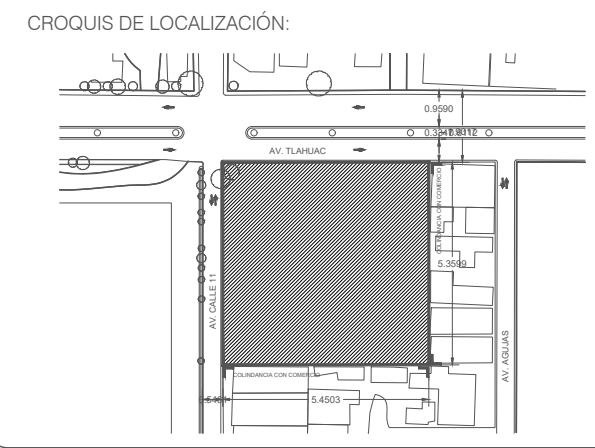 CROQUIS DE LOCALIZACIÓN:
0.9590
AV. TLAHUAC
COLINDANCIA CON COMERCIO
5.3599
AV. CALLE 11
AV. AGUJAS
COLINDANCIA CON COMERCIO
5.4503